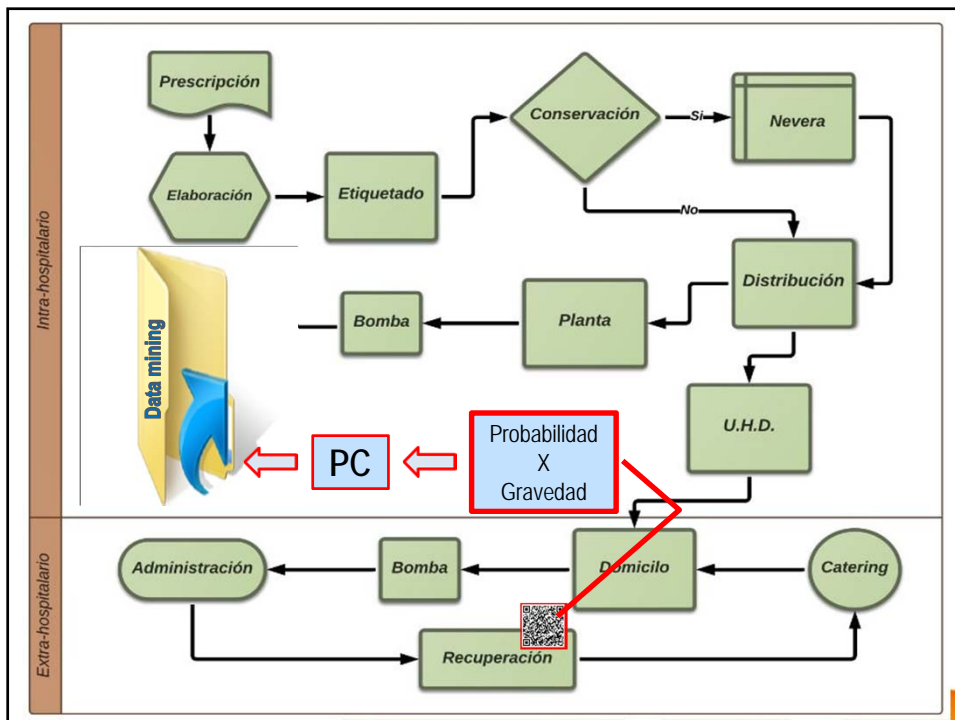 Intra-hospitalario
Prescripción
Conservación
Si
Nevera
Elaboración
Etiquetado
No
Distribución
Planta
Bomba
Data mining
U.H.D.
Probabilidad
X
Gravedad
PC
Extra-hospitalario
Administración
Bomba
Domicilo
Catering
Recuperación